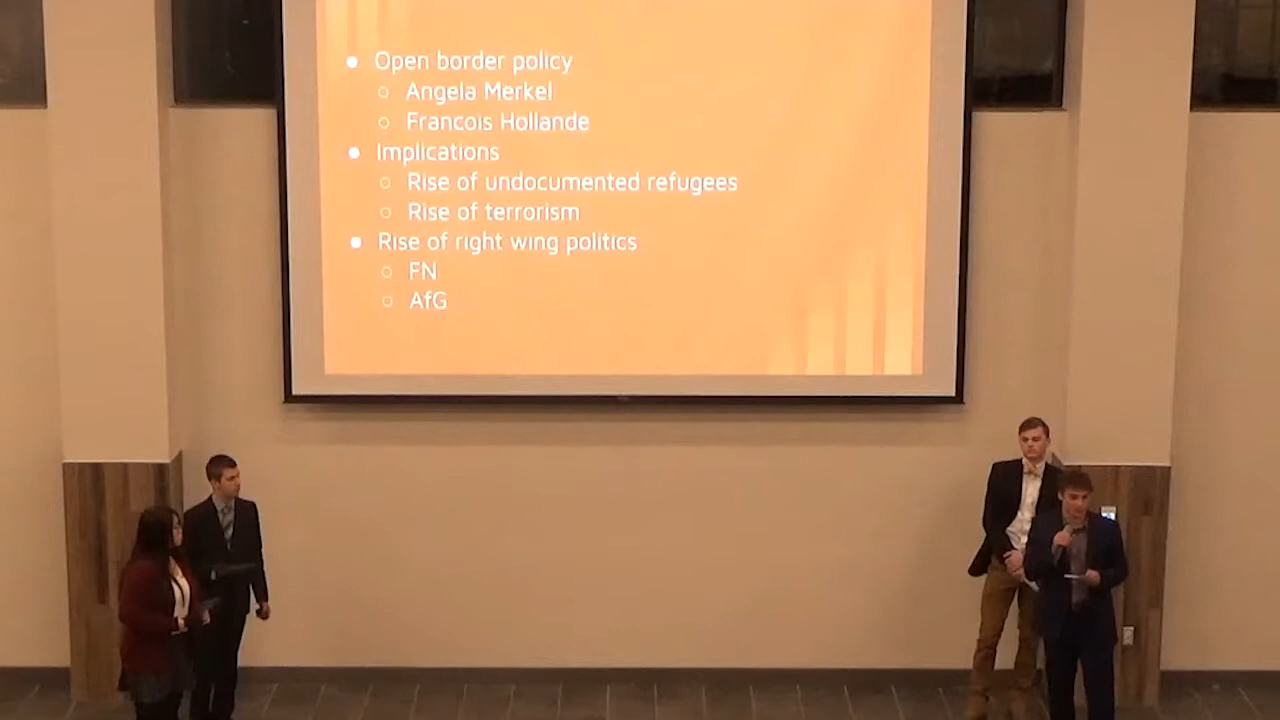 ● Open border policy
○ Angela Merkel
○ Francois Hollande
● Implications
○ Rise of undocumented refugees
○ Rise of terrorism
● Rise of right wing politics
○ FN
○ AfG